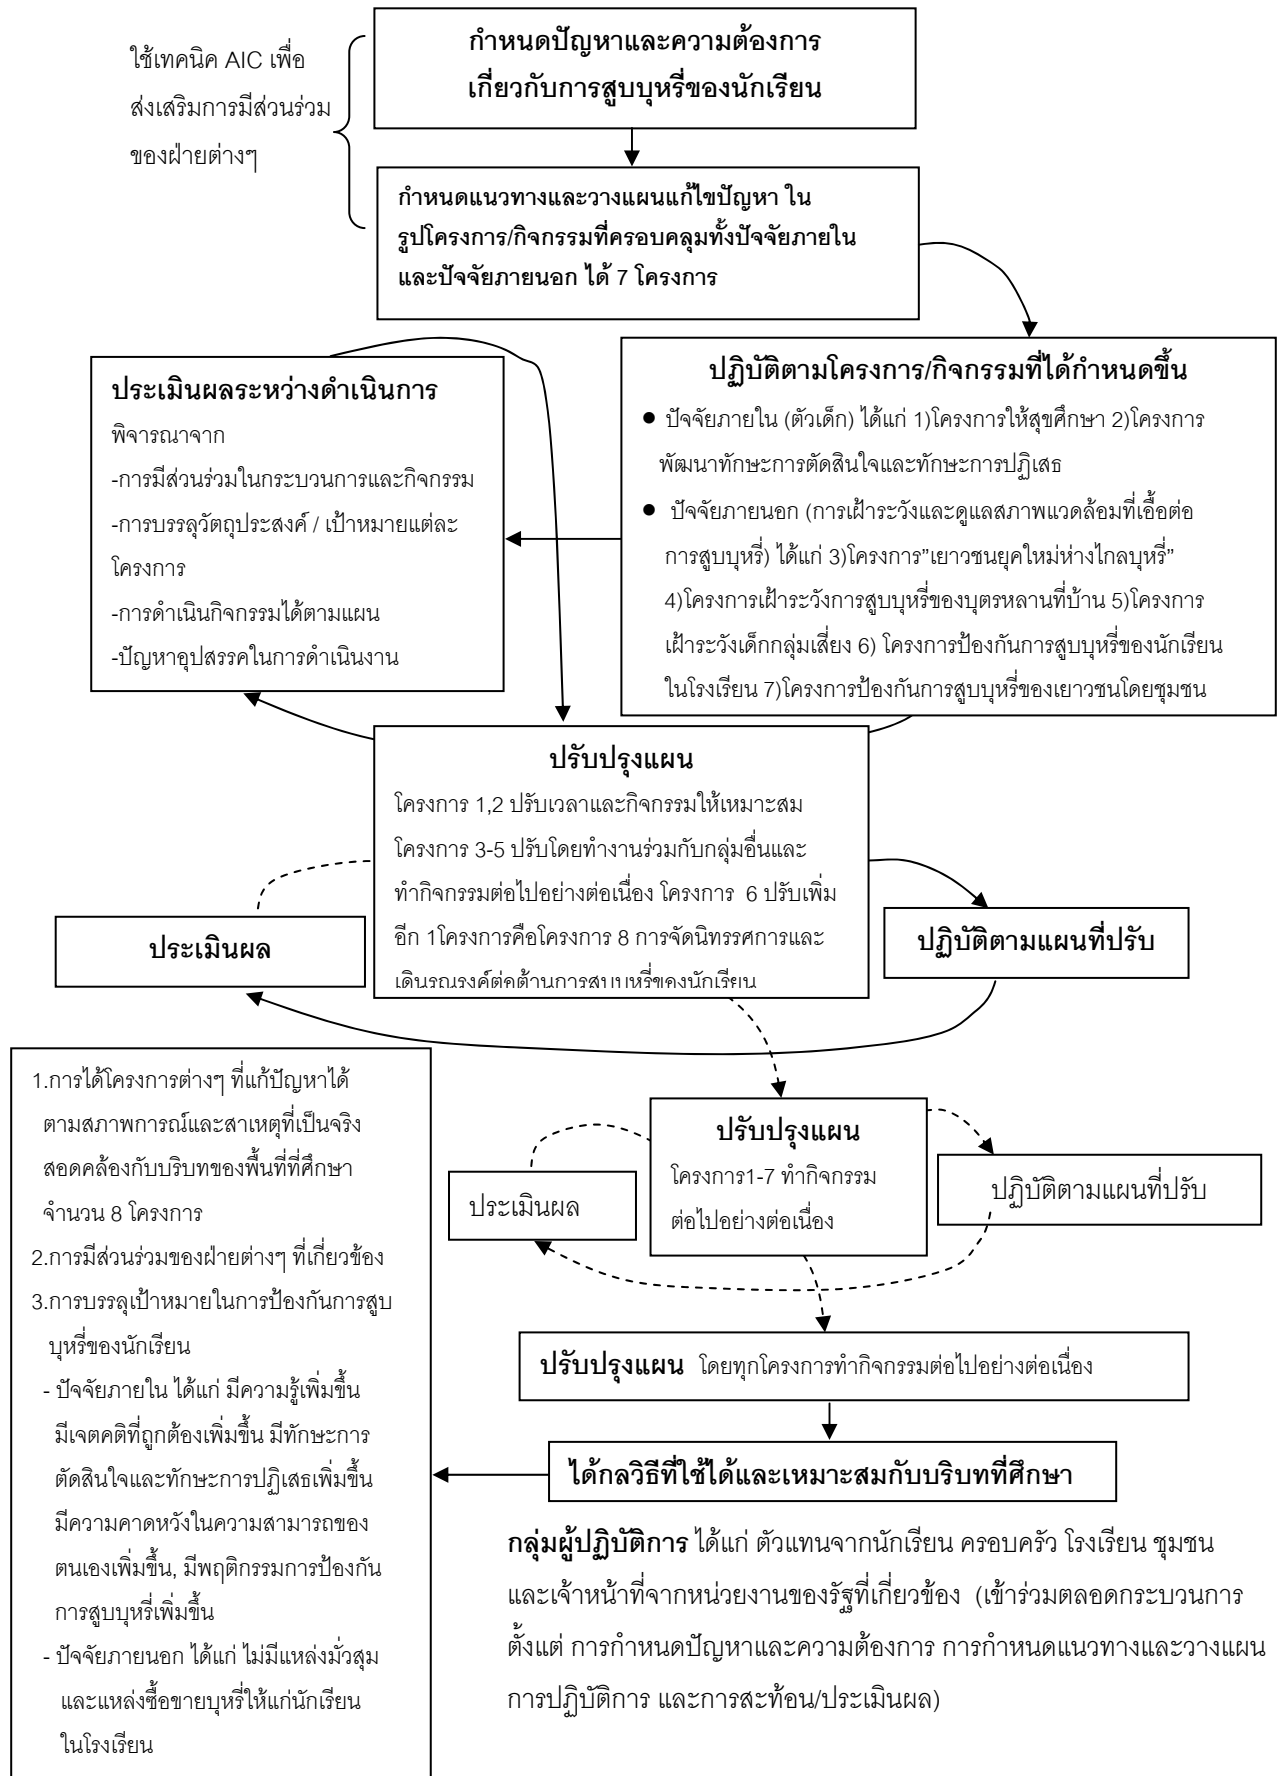 ใช้เทคนิค AIC เพื่อ
ส่งเสริมการมีส่วนร่วม
ของฝ่ายต่างๆ
กำหนดปัญหาและความต้องการ
เกี่ยวกับการสูบบุหรี่ของนักเรียน
กำหนดแนวทางและวางแผนแก้ไขปัญหา ใน
รูปโครงการ/กิจกรรมที่ครอบคลุมทั้งปัจจัยภายใน
และปัจจัยภายนอก ได้ 7 โครงการ
ประเมินผลระหว่างดำเนินการ
พิจารณาจาก
-การมีส่วนร่วมในกระบวนการและกิจกรรม
-การบรรลุวัตถุประสงค์ / เป้าหมายแต่ละ
โครงการ
-การดำเนินกิจกรรมได้ตามแผน
-ปัญหาอุปสรรคในการดำเนินงาน
ปฏิบัติตามโครงการ/กิจกรรมที่ได้กำหนดขึ้น
● ปัจจัยภายใน (ตัวเด็ก) ได้แก่ 1)โครงการให้สุขศึกษา 2)โครงการ
พัฒนาทักษะการตัดสินใจและทักษะการปฏิเสธ
● ปัจจัยภายนอก (การเฝ้าระวังและดูแลสภาพแวดล้อมที่เอื้อต่อ
การสูบบุหรี่) ได้แก่ 3)โครงการ”เยาวชนยุคใหม่ห่างไกลบุหรี่”
4)โครงการเฝ้าระวังการสูบบุหรี่ของบุตรหลานที่บ้าน 5)โครงการ
เฝ้าระวังเด็กกลุ่มเสี่ยง 6) โครงการป้องกันการสูบบุหรี่ของนักเรียน
ในโรงเรียน 7)โครงการป้องกันการสูบบุหรี่ของเยาวชนโดยชุมชน
ปรับปรุงแผน
โครงการ 1,2 ปรับเวลาและกิจกรรมให้เหมาะสม
โครงการ 3-5 ปรับโดยทำงานร่วมกับกลุ่มอื่นและ
ทำกิจกรรมต่อไปอย่างต่อเนื่อง โครงการ 6 ปรับเพิ่ม
อีก 1โครงการคือโครงการ 8 การจัดนิทรรศการและ
เดินรณรงค์ต่อต้านการสูบบุหรี่ของนักเรียน
ประเมินผล
ปฏิบัติตามแผนที่ปรับ
ปรับปรุงแผน
โครงการ1-7 ทำกิจกรรม
ต่อไปอย่างต่อเนื่อง
ประเมินผล
ปฏิบัติตามแผนที่ปรับ
ปรับปรุงแผน โดยทุกโครงการทำกิจกรรมต่อไปอย่างต่อเนื่อง
ได้กลวิธีที่ใช้ได้และเหมาะสมกับบริบทที่ศึกษา
1.การได้โครงการต่างๆ ที่แก้ปัญหาได้
ตามสภาพการณ์และสาเหตุที่เป็นจริง
สอดคล้องกับบริบทของพื้นที่ที่ศึกษา
จำนวน 8 โครงการ
2.การมีส่วนร่วมของฝ่ายต่างๆ ที่เกี่ยวข้อง
3.การบรรลุเป้าหมายในการป้องกันการสูบ
บุหรี่ของนักเรียน
- ปัจจัยภายใน ได้แก่ มีความรู้เพิ่มขึ้น
มีเจตคติที่ถูกต้องเพิ่มขึ้น มีทักษะการ
ตัดสินใจและทักษะการปฏิเสธเพิ่มขึ้น
มีความคาดหวังในความสามารถของ
ตนเองเพิ่มขึ้น, มีพฤติกรรมการป้องกัน
การสูบบุหรี่เพิ่มขึ้น
- ปัจจัยภายนอก ได้แก่ ไม่มีแหล่งมั่วสุม
และแหล่งซื้อขายบุหรี่ให้แก่นักเรียน
ในโรงเรียน
กลุ่มผู้ปฏิบัติการ ได้แก่ ตัวแทนจากนักเรียน ครอบครัว โรงเรียน ชุมชน
และเจ้าหน้าที่จากหน่วยงานของรัฐที่เกี่ยวข้อง (เข้าร่วมตลอดกระบวนการ
ตั้งแต่ การกำหนดปัญหาและความต้องการ การกำหนดแนวทางและวางแผน
การปฏิบัติการ และการสะท้อน/ประเมินผล)